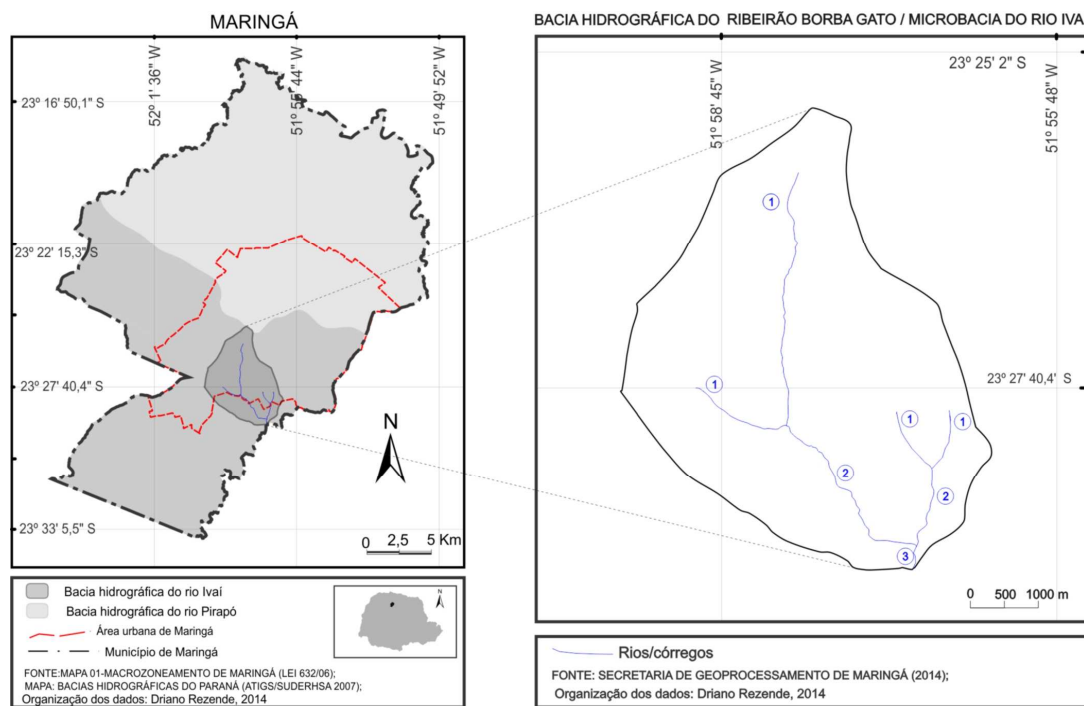 MARINGÁ
52º 1' 36" W
51º 49' 52" W
23º 16' 50,1" S
23º 22' 15,3" S
23º 27' 40,4" S
23º 33' 5,5" S
N
0 2,5 5 Km
Bacia hidrográfica do rio Ivaí
Bacia hidrográfica do rio Pirapó
Área urbana de Maringá
Município de Maringá
N
FONTE:MAPA 01-MACROZONEAMENTO DE MARINGÁ (LEI 632/06);
MAPA: BACIAS HIDROGRÁFICAS DO PARANÁ (ATIGS/SUDERHSA 2007);
Organização dos dados: Driano Rezende, 2014
BACIA HIDROGRÁFICA DO RIBEIRÃO BORBA GATO / MICROBACIA DO RIO IVA
51º 58' 45" W
23º 25' 2" S
51º 55' 48" W
1
23º 27' 40,4' S
1
1
1
2
2
3
0 500 1000 m
Rios/córregos
FONTE: SECRETARIA DE GEOPROCESSAMENTO DE MARINGÁ (2014);
Organização dos dados: Driano Rezende, 2014